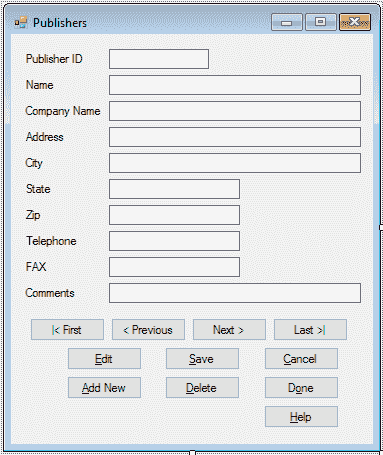 Publishers
Publisher ID
Name
Company Name
Address
City
State
Zip
Telephone
FAX
Comments
|< First < Previous Next > Last >|
Edit Save Cancel
Add New Delete Done
Help